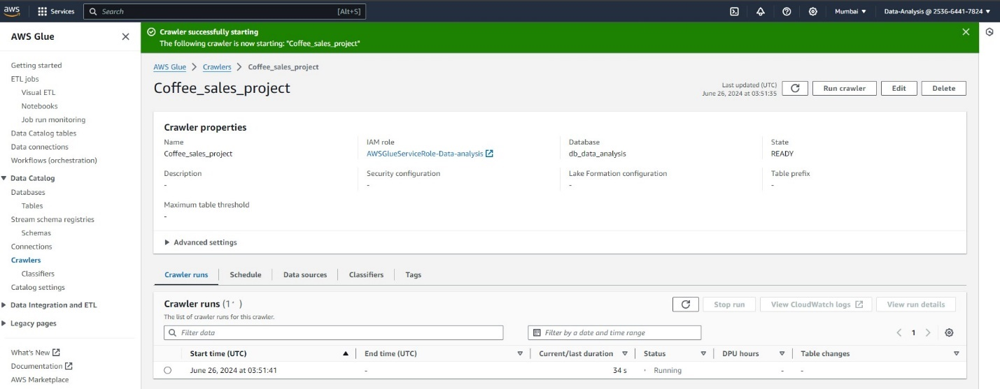 aws Services Search [Alt+S] Mumbai Data-Analysis @ 2536-6441-7824
AWS Glue
Getting started
ETL jobs
Visual ETL
Notebooks
Job run monitoring
Data Catalog tables
Data connections
Workflows (orchestration)
Data Catalog
Databases
Tables
Stream schema registries
Schemas
Connections
Crawlers
Classifiers
Catalog settings
Data Integration and ETL
Legacy pages
What's New
Documentation
AWS Marketplace
Crawler successfully starting
The following crawler is now starting: "Coffee_sales_project"
AWS Glue > Crawlers > Coffee_sales_project
Coffee_sales_project
Last updated (UTC)
June 26, 2024 at 03:51:35
Run crawler Edit Delete
Crawler properties
Name IAM role Database State
Coffee_sales_project AWSGlueServiceRole-Data-analysis db_data_analysis READY
Description Security configuration Lake Formation configuration Table prefix
- - - -
Maximum table threshold
-
Advanced settings
Crawler runs Schedule Data sources Classifiers Tags
Crawler runs (1 ) Stop run View CloudWatch logs View run details
The list of crawler runs for this crawler.
Filter data Filter by a date and time range 1
Start time (UTC) End time (UTC) Current/last duration Status DPU hours Table changes
June 26, 2024 at 03:51:41 - 34 s Running - -